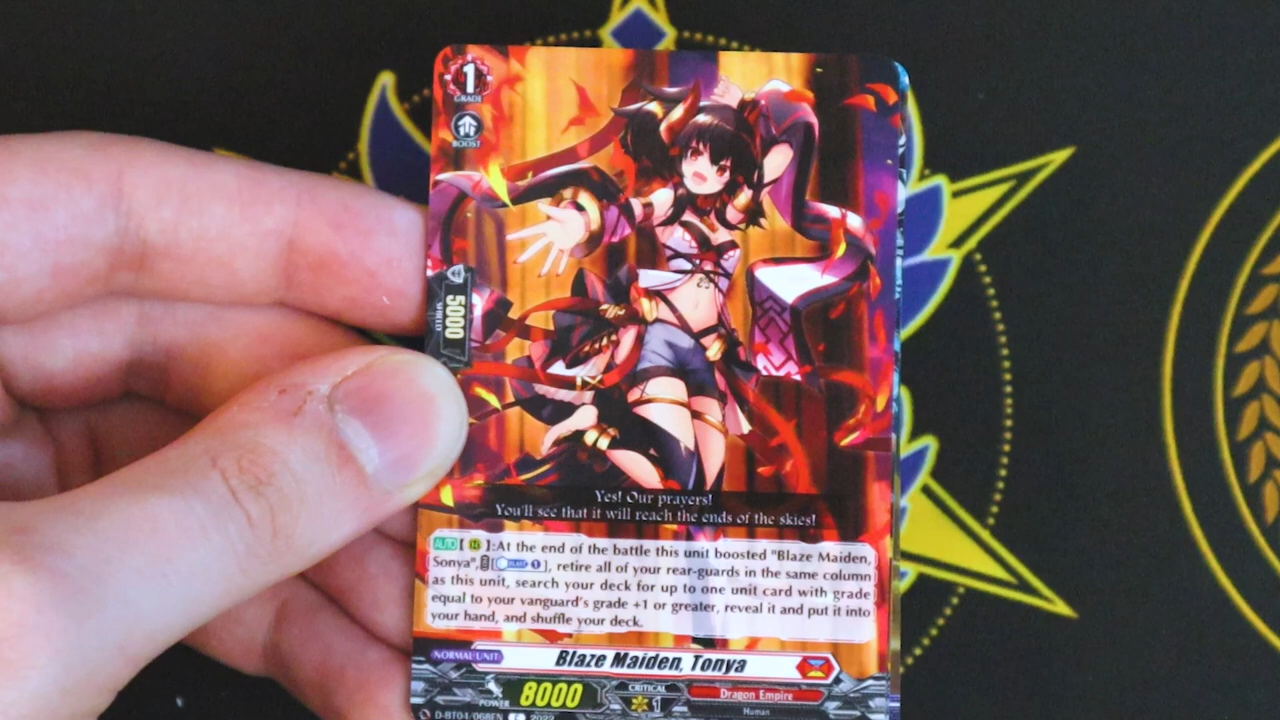 1
GRADE
BOOST
5000
SHIELD
Yes! Our prayers!
You'll see that it will reach the ends of the skies!
AUTO [ ]:At the end of the battle this unit boosted "Blaze Maiden,
Sonya", [ BLAST 1 ], retire all of your rear-guards in the same column
as this unit, search your deck for up to one unit card with grade
equal to your vanguard's grade +1 or greater, reveal it and put it into
your hand, and shuffle your deck.
NORMAL UNIT
Blaze Maiden, Tonya
POWER 8000
CRITICAL
1
Dragon Empire
Human
D-BT04/068EN C 2022